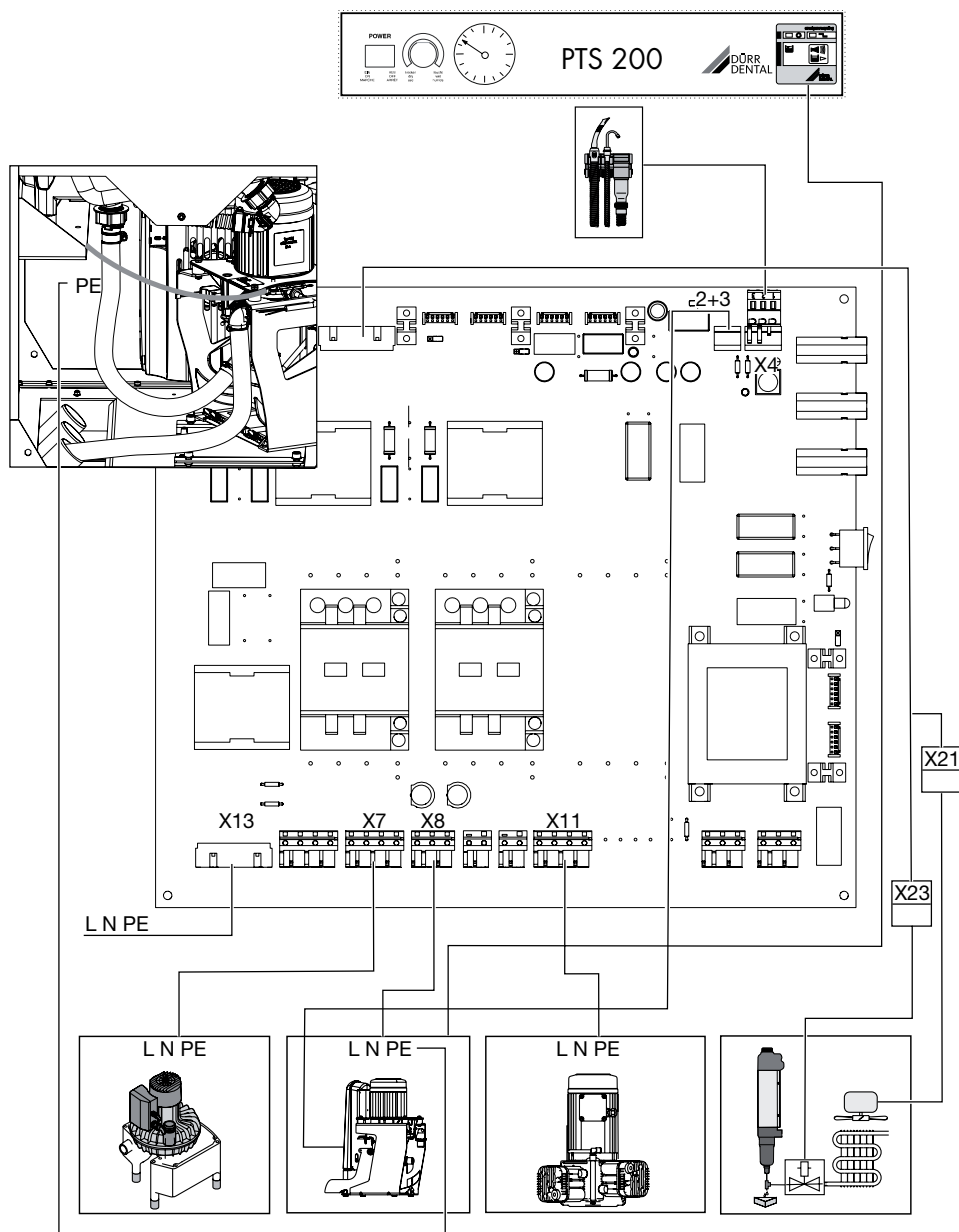 POWER
PTS 200
DÜRR
DENTAL
PE
2+3
X4
X21
X13
X7
X8
X11
X23
L N PE
L N PE
L N PE
L N PE